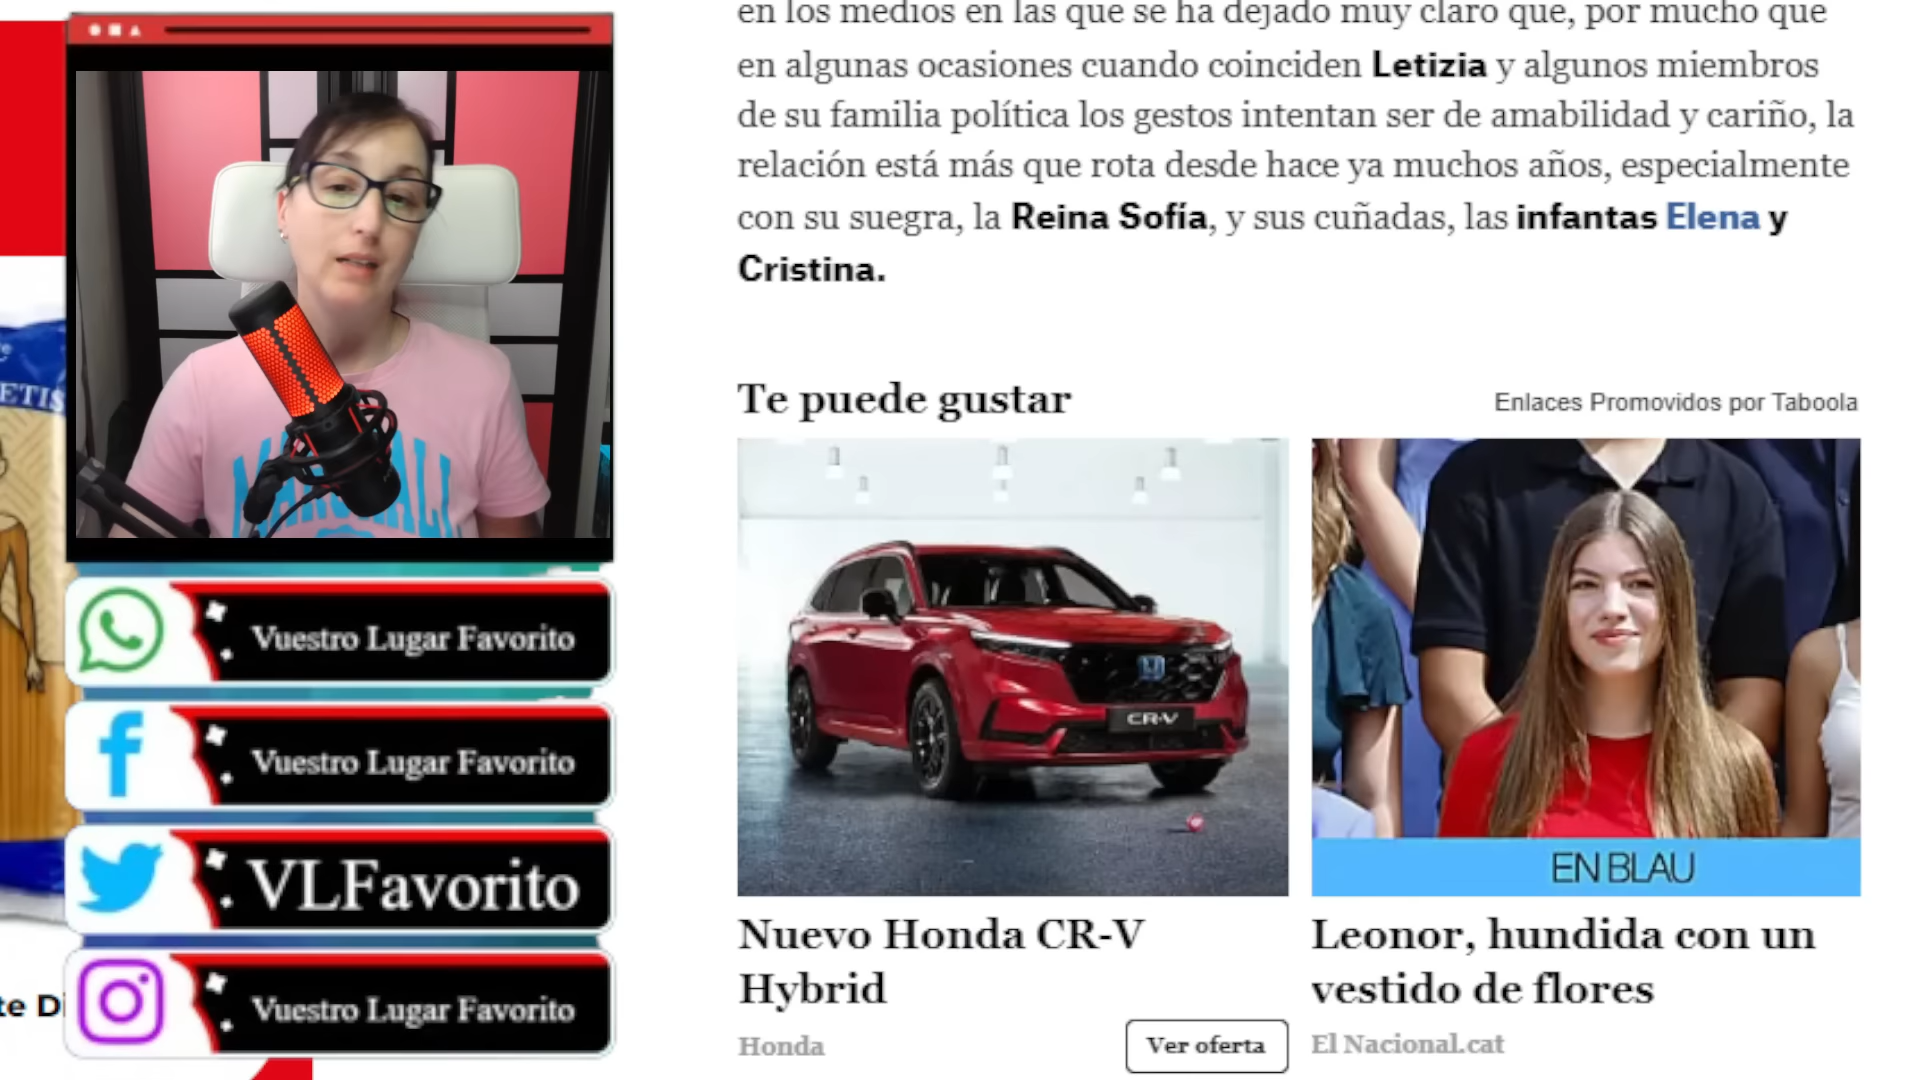 en los medios en las que se ha dejado muy claro que, por mucho que
en algunas ocasiones cuando coinciden Letizia y algunos miembros
de su familia política los gestos intentan ser de amabilidad y cariño, la
relación está más que rota desde hace ya muchos años, especialmente
con su suegra, la Reina Sofía, y sus cuñadas, las infantas Elena y
Cristina.
Te puede gustar
Enlaces Promovidos por Taboola
CR-V
EN BLAU
Nuevo Honda CR-V
Hybrid
Honda
Ver oferta
Leonor, hundida con un
vestido de flores
El Nacional.cat
Vuestro Lugar Favorito
Vuestro Lugar Favorito
VLFavorito
Vuestro Lugar Favorito